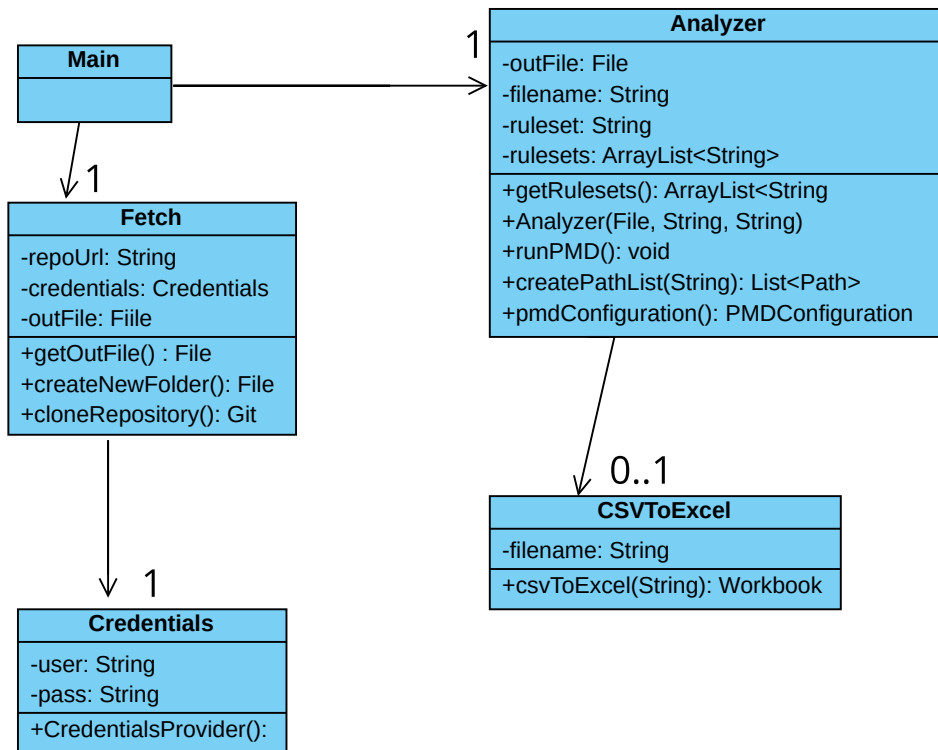 Main
1
Analyzer
-outFile: File
-filename: String
-ruleset: String
-rulesets: ArrayList<String>
+getRulesets(): ArrayList<String
+Analyzer(File, String, String)
+runPMD(): void
+createPathList(String): List<Path>
+pmdConfiguration(): PMDConfiguration
1
Fetch
-repoUrl: String
-credentials: Credentials
-outFile: Fiile
+getOutFile() : File
+createNewFolder(): File
+cloneRepository(): Git
0..1
CSVToExcel
-filename: String
+csvToExcel(String): Workbook
1
Credentials
-user: String
-pass: String
+CredentialsProvider():